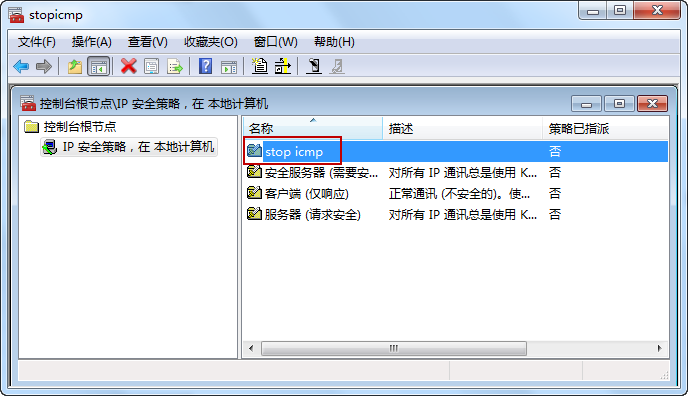 stopicmp
文件(F) 操作(A) 查看(V) 收藏夹(O) 窗口(W) 帮助(H)
控制台根节点\IP 安全策略，在 本地计算机
控制台根节点
IP 安全策略，在 本地计算机
名称 描述 策略已指派
stop icmp 否
安全服务器 (需要安... 对所有 IP 通讯总是使用 K... 否
客户端 (仅响应) 正常通讯 (不安全的)。使... 否
服务器 (请求安全) 对所有 IP 通讯总是使用 K... 否